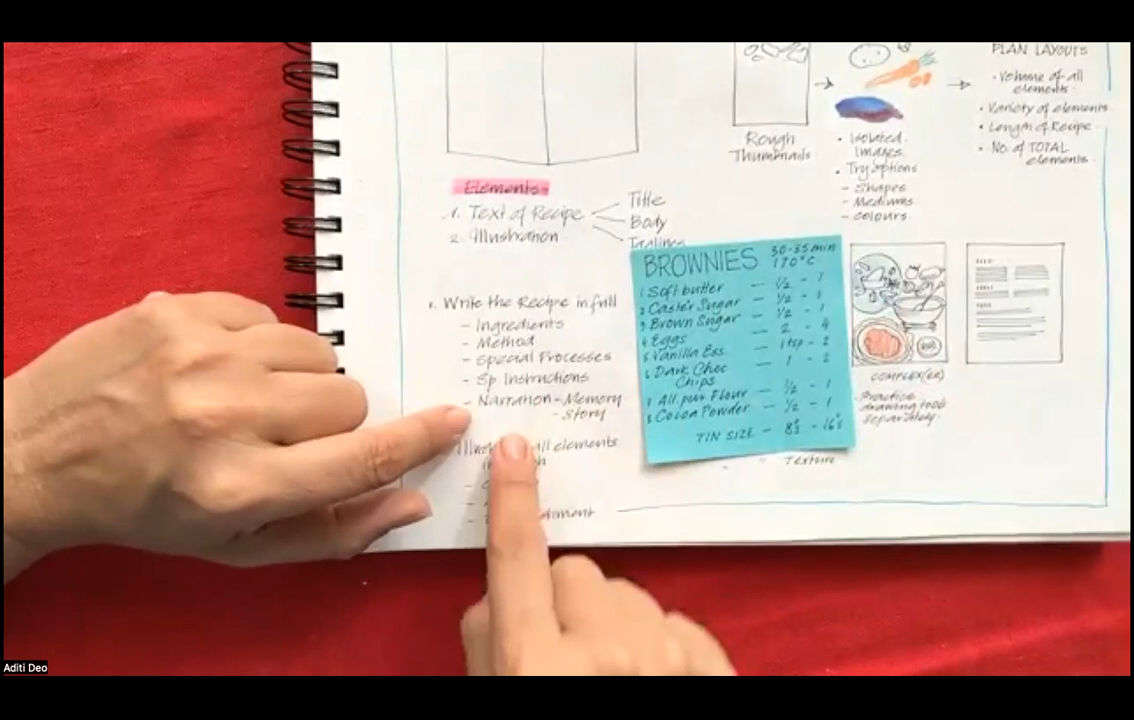 Elements
1. Text of Recipe
Title
Body
2. Illustration
1. Write the Recipe in full
- Ingredients
- Method
- Special Processes
- Sp Instructions
- Narration - Memory
- Story
all elements
BROWNIES
30-35 min
170°C
1 Soft butter — 1/2 - 1
2 Caster Sugar — 1/2 - 1
3 Brown Sugar — 1/2 - 1
4 Eggs — 2 - 4
5 Vanilla Ess. — 1 tsp - 2
6 Dark Choc Chips — 1 - 2
7 All pur Flour — 1/2 - 1
8 Cocoa Powder — 1/2 - 1
TIN SIZE — 8"s - 16"s
Texture
Rough
Thumbnails
• Isolated
Images
• Try options
- Shapes
- Mediums
- colours.
PLAN LAYOUTS
• Volume of all
elements
• Variety of elements
• Length of Recipe
• No. of TOTAL
elements.
COMPLEX(ER)
Practice
drawing
separately.
Aditi Deo